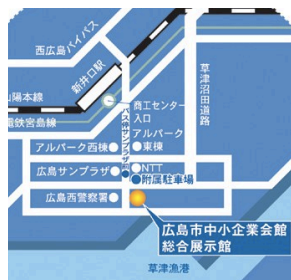 西広島バイパス
新井口駅
山陽本線
電鉄宮島線
草津沼田道路
商工センター
入口
アルパーク
東棟
アルパーク西棟
広島サンプラザ
NTT
附属駐車場
広島西警察署
広島市中小企業会館
総合展示館
草津漁港